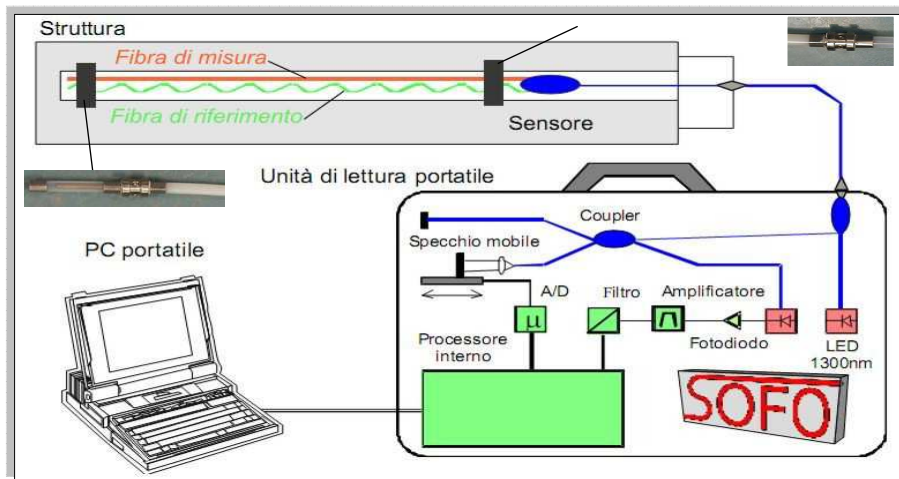 Struttura
Fibra di misura
Fibra di riferimento
Sensore
Unità di lettura portatile
Coupler
Specchio mobile
PC portatile
A/D
Filtro
Amplificatore
μ
Fotodiodo
LED
1300nm
Processore
interno
SOFO